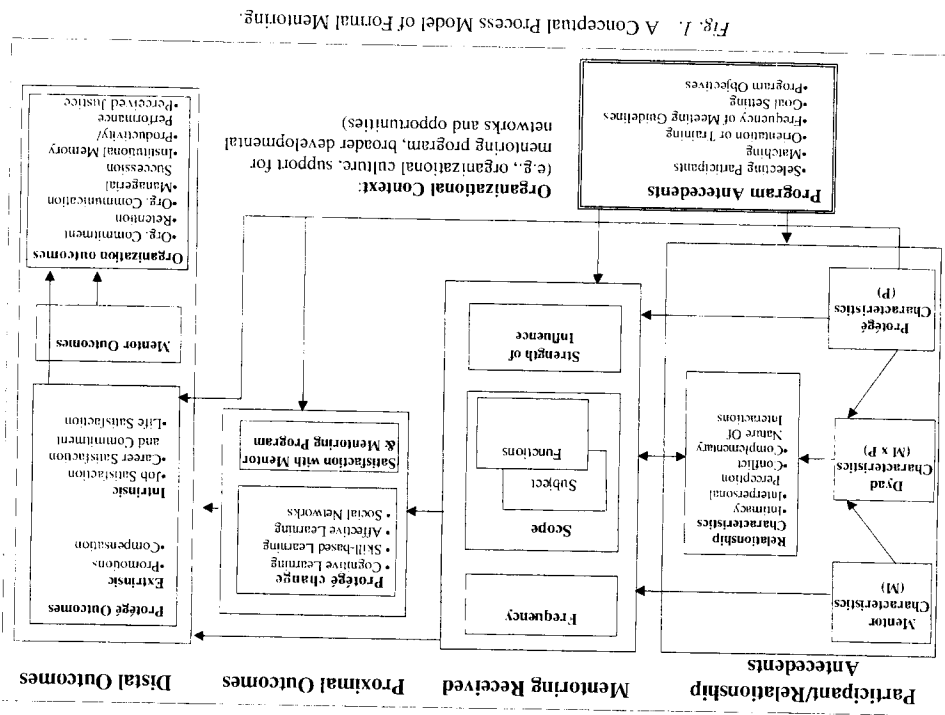 Participant/Relationship
Antecedents
Mentoring Received
Proximal Outcomes
Distal Outcomes
Mentor
Characteristics
(M)
Dyad
Characteristics
(M x P)
Protégé
Characteristics
(P)
Relationship
Characteristics
•Intimacy
•Interpersonal
Perception
•Conflict
•Complementary
Nature Of
Interactions
Frequency
Scope
Subject
Functions
Strength of
Influence
Protégé change
• Cognitive Learning
• Skill-based Learning
• Affective Learning
• Social Networks
Satisfaction with Mentor
& Mentoring Program
Protégé Outcomes
Extrinsic
•Promotions
•Compensation
Intrinsic
•Job Satisfaction
•Career Satisfaction
and Commitment
•Life Satisfaction
Mentor Outcomes
Organization outcomes
•Org. Commitment
•Retention
•Org. Communication
•Managerial
Succession
•Institutional Memory
•Productivity/
Performance
•Perceived Justice
Program Antecedents
•Selecting Participants
•Matching
•Orientation or Training
•Frequency of Meeting Guidelines
•Goal Setting
•Program Objectives
Organizational Context:
(e.g., organizational culture, support for
mentoring program, broader developmental
networks and opportunities)
Fig. 1. A Conceptual Process Model of Formal Mentoring.